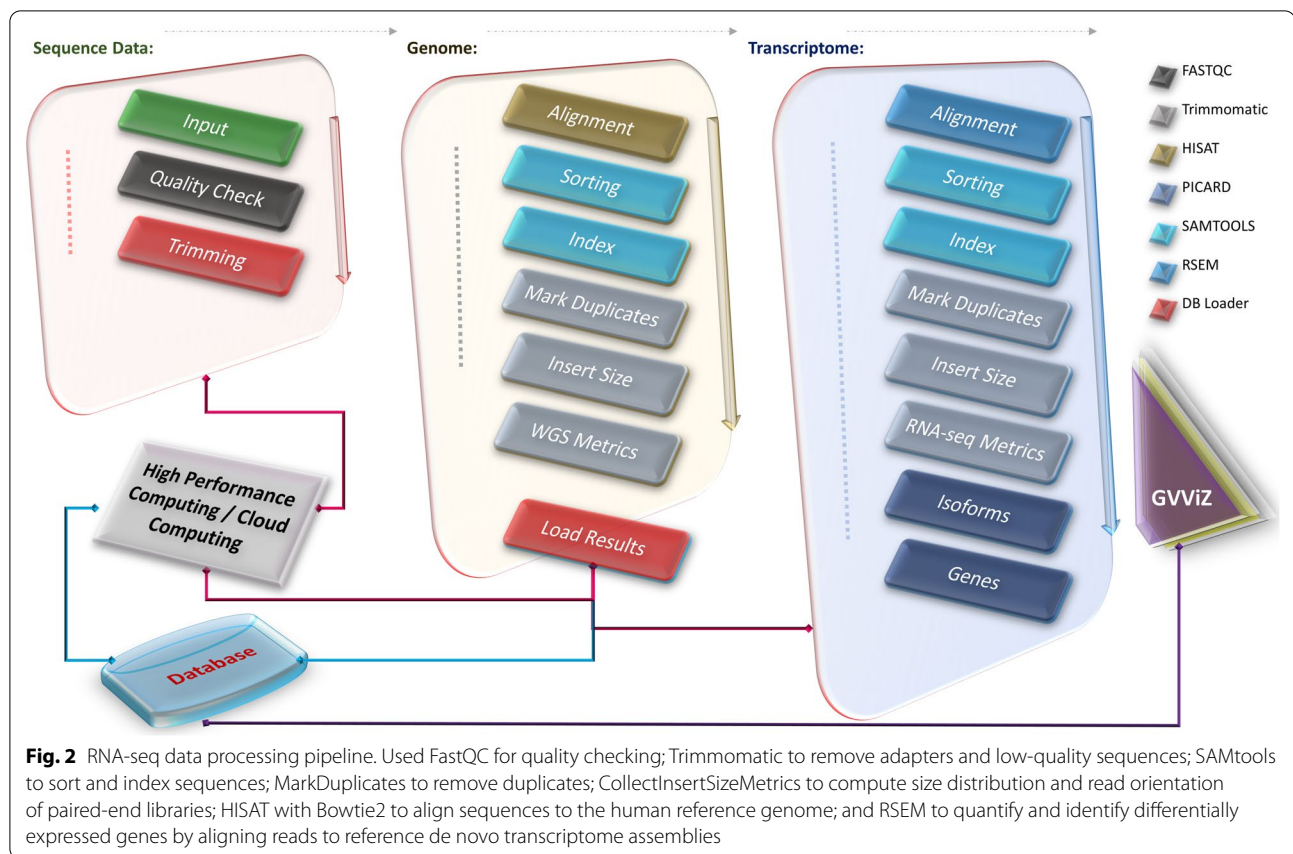 Sequence Data:
Genome:
Transcriptome:
Input
Quality Check
Trimming
Alignment
Sorting
Index
Mark Duplicates
Insert Size
WGS Metrics
Load Results
Alignment
Sorting
Index
Mark Duplicates
Insert Size
RNA-seq Metrics
Isoforms
Genes
FASTQC
Trimmomatic
HISAT
PICARD
SAMTOOLS
RSEM
DB Loader
GVViZ
High Performance
Computing / Cloud
Computing
Database
Fig. 2 RNA-seq data processing pipeline. Used FastQC for quality checking; Trimmomatic to remove adapters and low-quality sequences; SAMtools
to sort and index sequences; MarkDuplicates to remove duplicates; CollectInsertSizeMetrics to compute size distribution and read orientation
of paired-end libraries; HISAT with Bowtie2 to align sequences to the human reference genome; and RSEM to quantify and identify differentially
expressed genes by aligning reads to reference de novo transcriptome assemblies